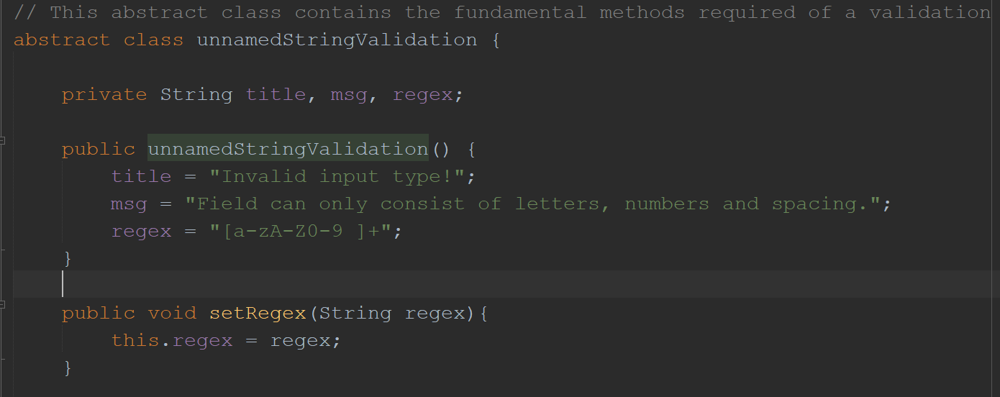 // This abstract class contains the fundamental methods required of a validation
abstract class unnamedStringValidation {
private String title, msg, regex;
public unnamedStringValidation() {
title = "Invalid input type!";
msg = "Field can only consist of letters, numbers and spacing.";
regex = "[a-zA-Z0-9 ]+";
}
public void setRegex(String regex){
this.regex = regex;
}